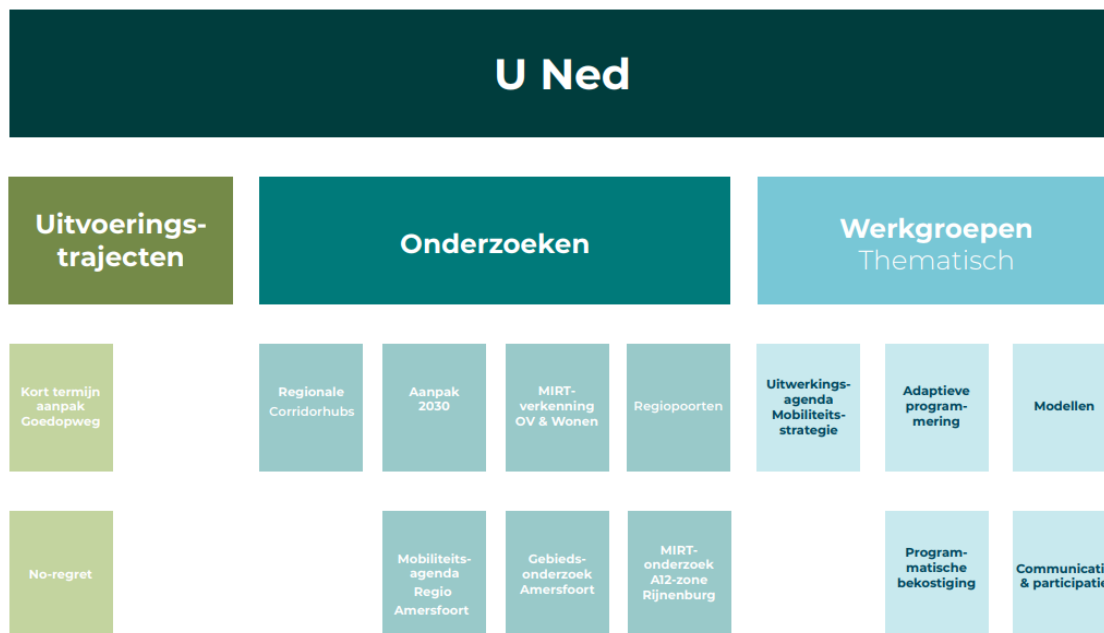 U Ned
Uitvoerings-
trajecten
Onderzoeken
Werkgroepen
Thematisch
Kort termijn
aanpak
Goedopweg
Regionale
Corridorhubs
Aanpak
2030
MIRT-
verkenning
OV & Wonen
Regiopoorten
Uitwerkings-
agenda
Mobiliteits-
strategie
Adaptieve
program-
mering
Modellen
No-regret
Mobiliteits-
agenda
Regio
Amersfoort
Gebieds-
onderzoek
Amersfoort
MIRT-
onderzoek
A12-zone
Rijnenburg
Program-
matische
bekostiging
Communicati
& participatie